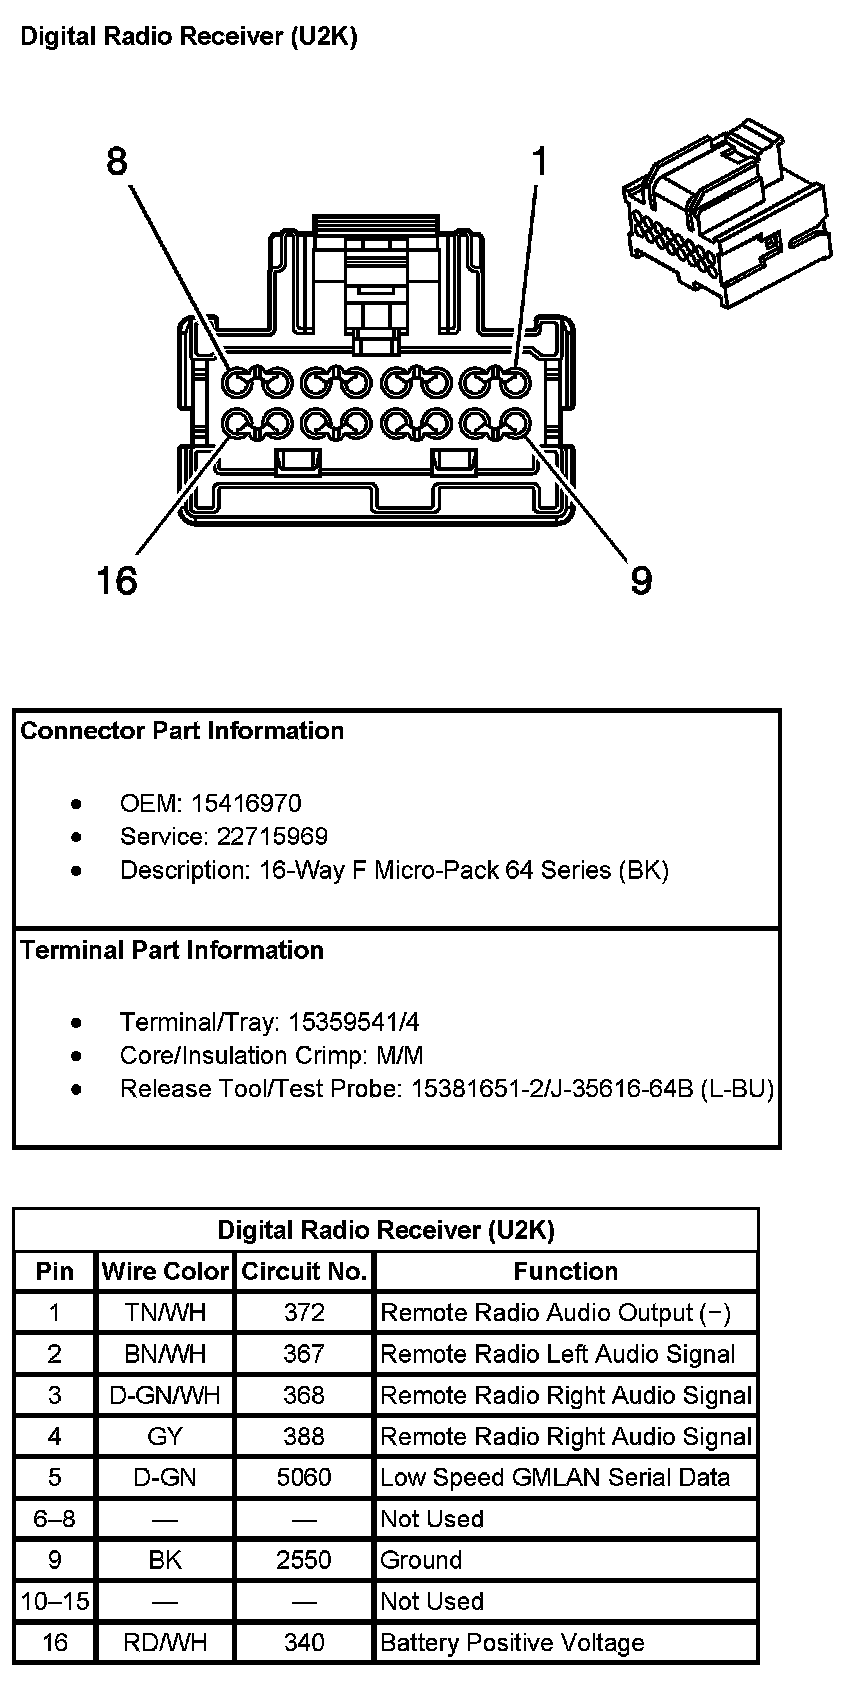 Digital Radio Receiver (U2K)
8 1
16 9
Connector Part Information
• OEM: 15416970
• Service: 22715969
• Description: 16-Way F Micro-Pack 64 Series (BK)
Terminal Part Information
• Terminal/Tray: 15359541/4
• Core/Insulation Crimp: M/M
• Release Tool/Test Probe: 15381651-2/J-35616-64B (L-BU)
Digital Radio Receiver (U2K)
Pin Wire Color Circuit No. Function
1 TN/WH 372 Remote Radio Audio Output (−)
2 BN/WH 367 Remote Radio Left Audio Signal
3 D-GN/WH 368 Remote Radio Right Audio Signal
4 GY 388 Remote Radio Right Audio Signal
5 D-GN 5060 Low Speed GMLAN Serial Data
6–8 — — Not Used
9 BK 2550 Ground
10–15 — — Not Used
16 RD/WH 340 Battery Positive Voltage